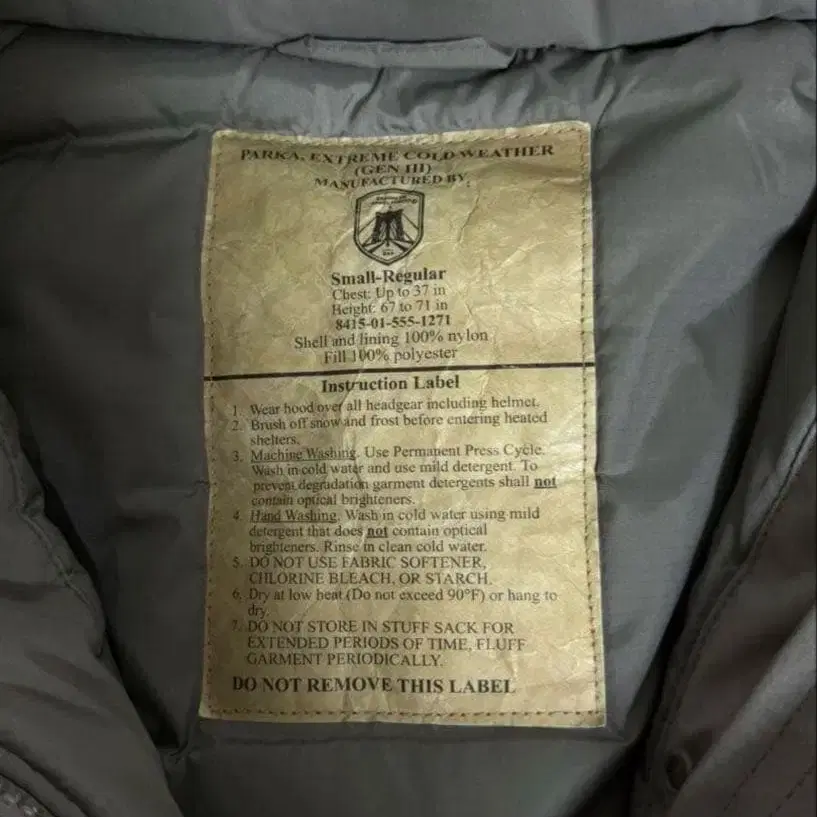 PARKA, EXTREME COLD WEATHER
(GEN III)
MANUFACTURED BY:
Small-Regular
Chest: Up to 37 in
Height: 67 to 71 in
8415-01-555-1271
Shell and lining 100% nylon
Fill 100% polyester
Instruction Label
1. Wear hood over all headgear including helmet.
2. Brush off snow and frost before entering heated
shelters.
3. Machine Washing. Use Permanent Press Cycle.
Wash in cold water and use mild detergent. To
prevent degradation garment detergents shall not
contain optical brighteners.
4. Hand Washing. Wash in cold water using mild
detergent that does not contain optical
brighteners. Rinse in clean cold water.
5. DO NOT USE FABRIC SOFTENER,
CHLORINE BLEACH, OR STARCH.
6. Dry at low heat (Do not exceed 90°F) or hang to
dry.
7. DO NOT STORE IN STUFF SACK FOR
EXTENDED PERIODS OF TIME, FLUFF
GARMENT PERIODICALLY.
DO NOT REMOVE THIS LABEL